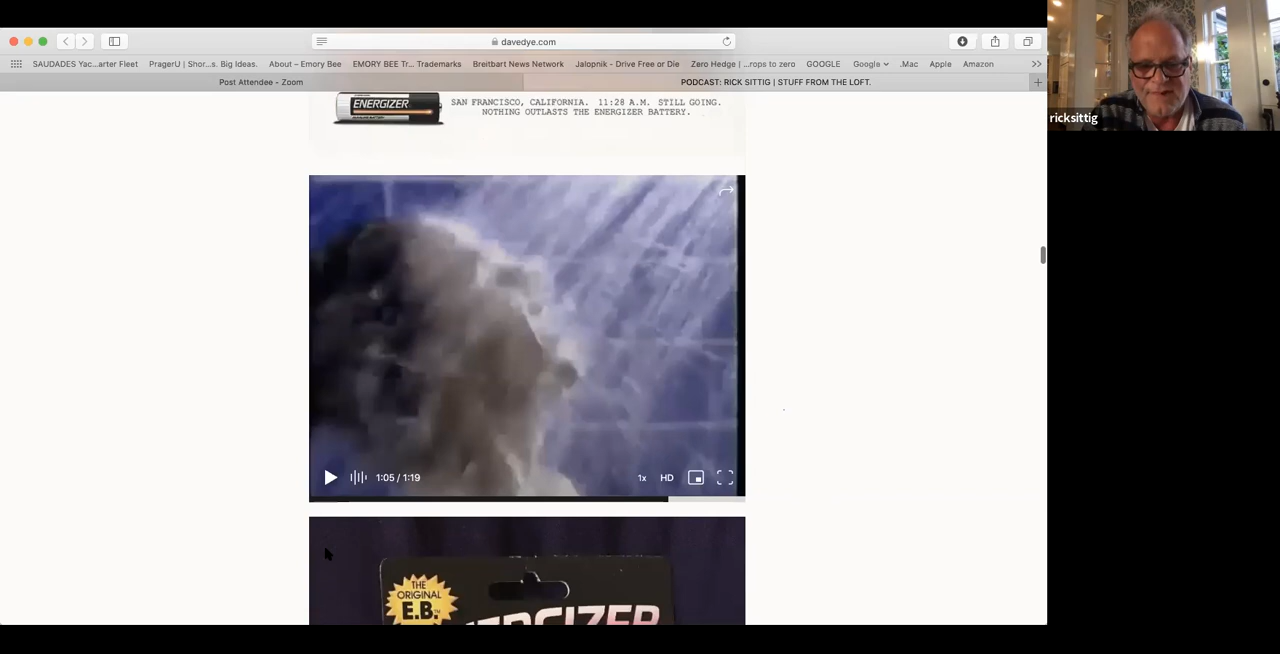 davedye.com
SAUDADES Yac...arter Fleet PragerU | Shor...s. Big Ideas. About – Emory Bee EMORY BEE Tr... Trademarks Breitbart News Network Jalopnik - Drive Free or Die Zero Hedge |...rops to zero GOOGLE Google .Mac Apple Amazon >>
Post Attendee - Zoom PODCAST: RICK SITTIG | STUFF FROM THE LOFT. +
ENERGIZER
SAN FRANCISCO, CALIFORNIA. 11:28 A.M. STILL GOING.
NOTHING OUTLASTS THE ENERGIZER BATTERY.
1:05 / 1:19 1x HD
THE
ORIGINAL
E.B.™
ENERGIZER
ricksittig